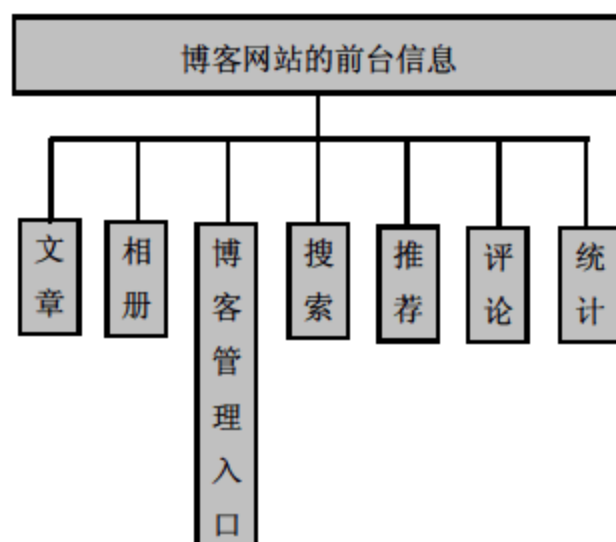 博客网站的前台信息
文章
相册
博客管理入口
搜索
推荐
评论
统计